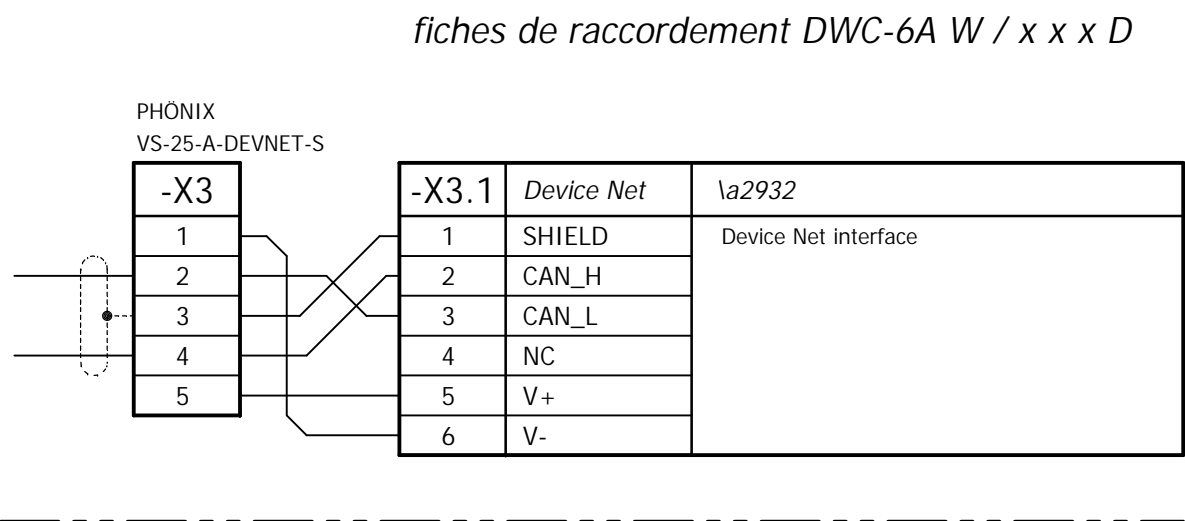 fiches de raccordement DWC-6A W / x x x D
PHÖNIX
VS-25-A-DEVNET-S
-X3
1
2
3
4
5
-X3.1 Device Net \a2932
1 SHIELD Device Net interface
2 CAN_H
3 CAN_L
4 NC
5 V+
6 V-